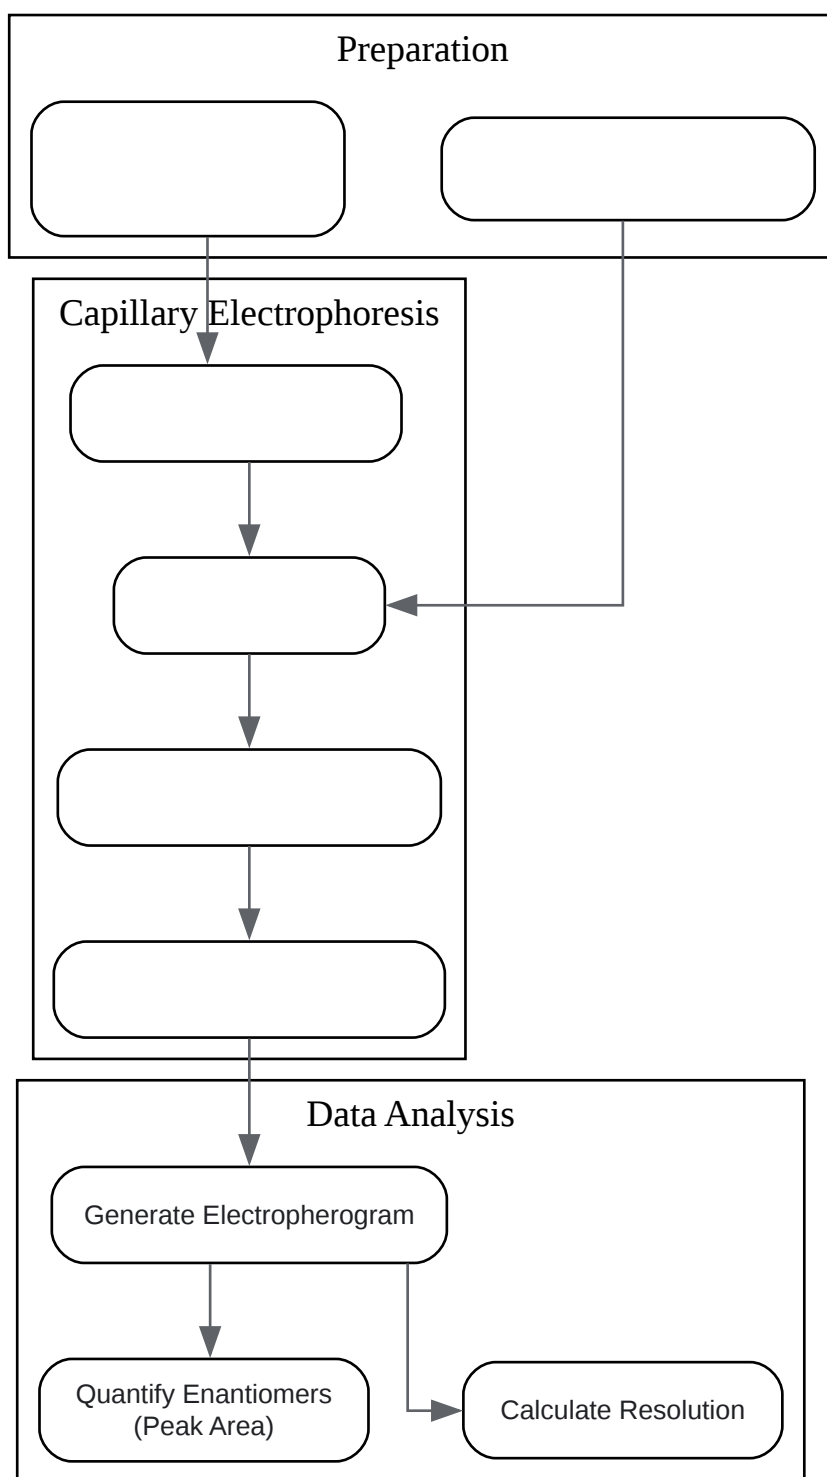 Preparation
Capillary Electrophoresis
Data Analysis
Generate Electropherogram
Quantify Enantiomers
(Peak Area)
Calculate Resolution